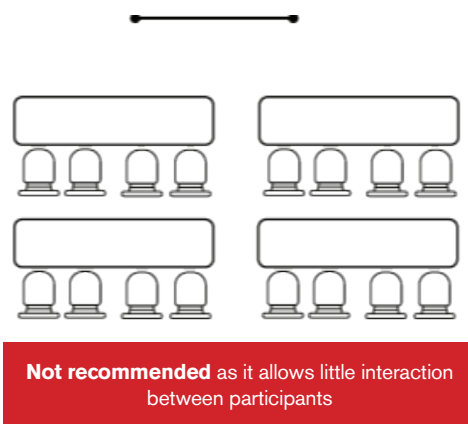 Not recommended as it allows little interaction
between participants